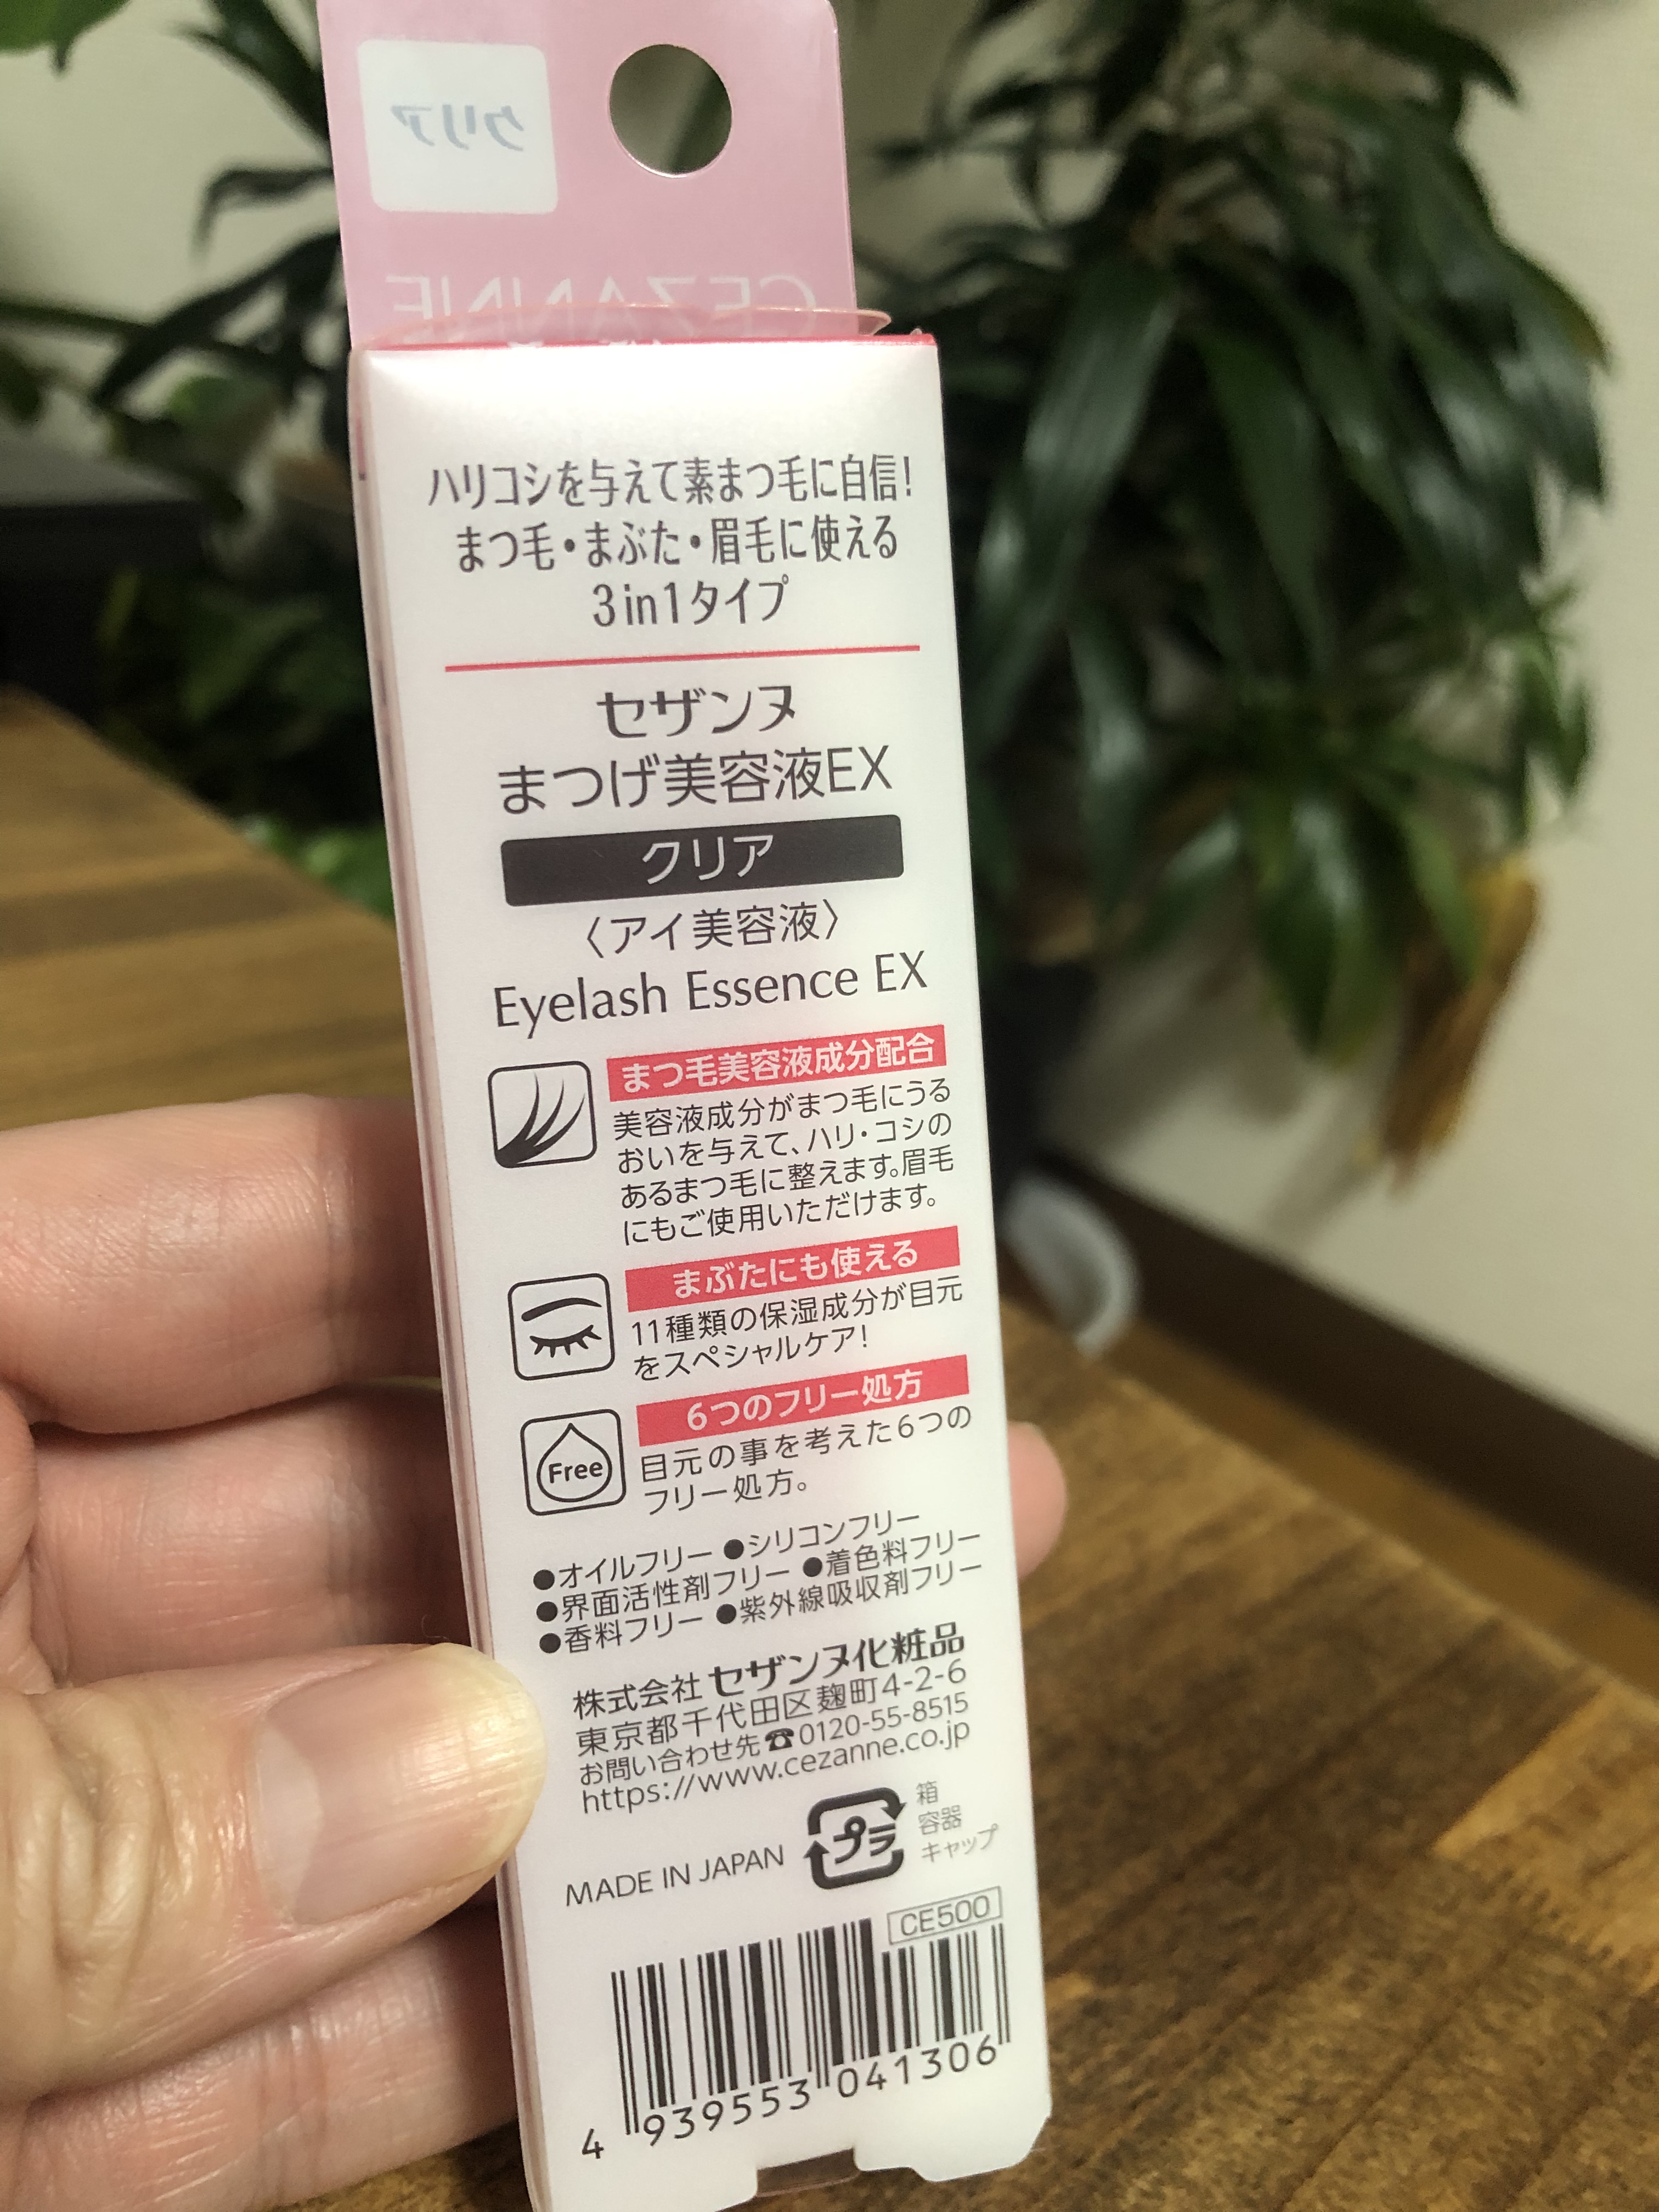 クリア
CEZANNE
ハリコシを与えて素まつ毛に自信!
まつ毛・まぶた・眉毛に使える
3in1タイプ
セザンヌ
まつげ美容液EX
クリア
〈アイ美容液〉
Eyelash Essence EX
まつ毛美容液成分配合
美容液成分がまつ毛にうる
おいを与えて、ハリ・コシの
あるまつ毛に整えます。眉毛
にもご使用いただけます。
まぶたにも使える
11種類の保湿成分が目元
をスペシャルケア!
6つのフリー処方
Free
目元の事を考えた6つの
フリー処方。
●オイルフリー ●シリコンフリー
●界面活性剤フリー ●着色料フリー
●香料フリー ●紫外線吸収剤フリー
株式会社 セザンヌ化粧品
東京都千代田区麹町4-2-6
お問い合わせ先☎0120-55-8515
https://www.cezanne.co.jp
MADE IN JAPAN
プラ
箱
容器
キャップ
CE500
4 939553 041306